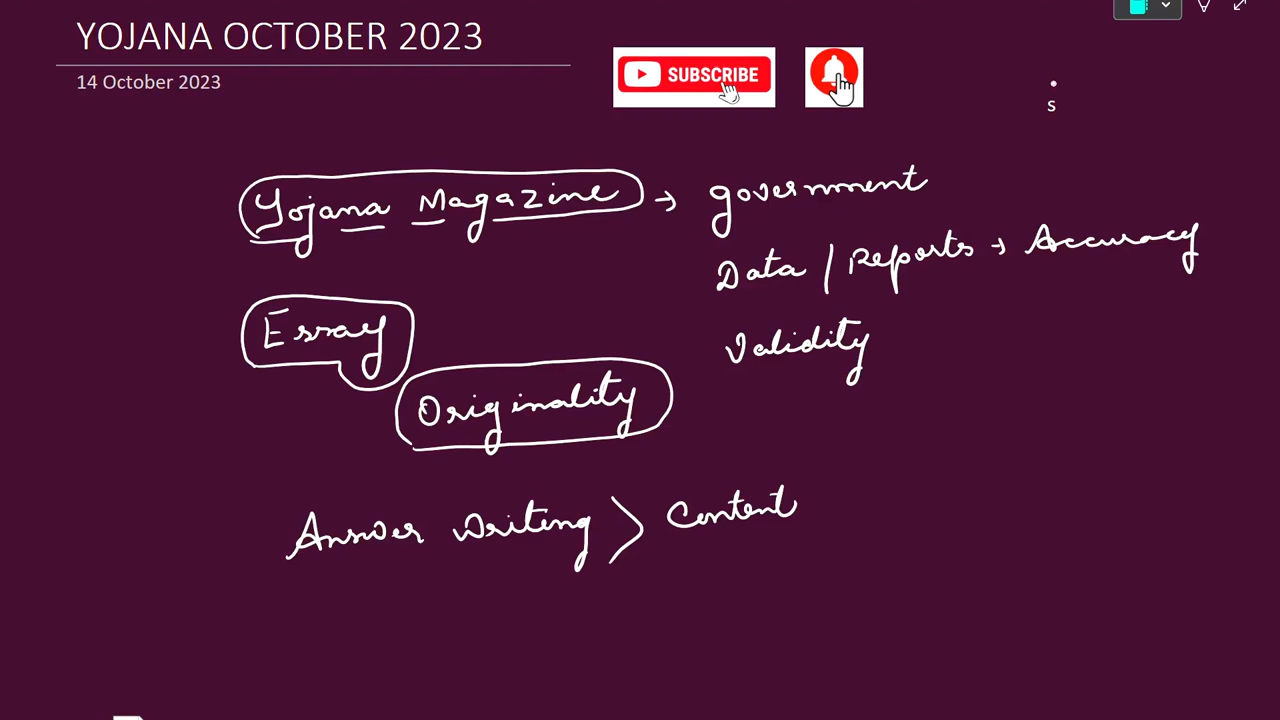 YOJANA OCTOBER 2023
14 October 2023
SUBSCRIBE
s
Yojana Magazine → government
Data / Reports → Accuracy
Validity
Essay
Originality
Answer writing > Content